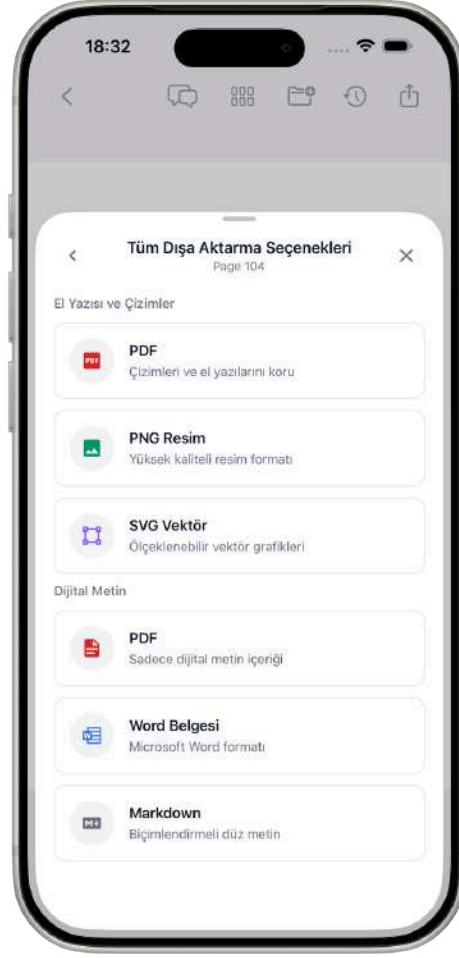 18:32
Tüm Dışa Aktarma Seçenekleri
Page 104
El Yazısı ve Çizimler
PDF
PDF
Çizimleri ve el yazılarını koru
PNG Resim
Yüksek kaliteli resim formatı
SVG Vektör
Ölçeklenebilir vektör grafikleri
Dijital Metin
PDF
Sadece dijital metin içeriği
W
Word Belgesi
Microsoft Word formatı
M
Markdown
Biçimlendirmeli düz metin